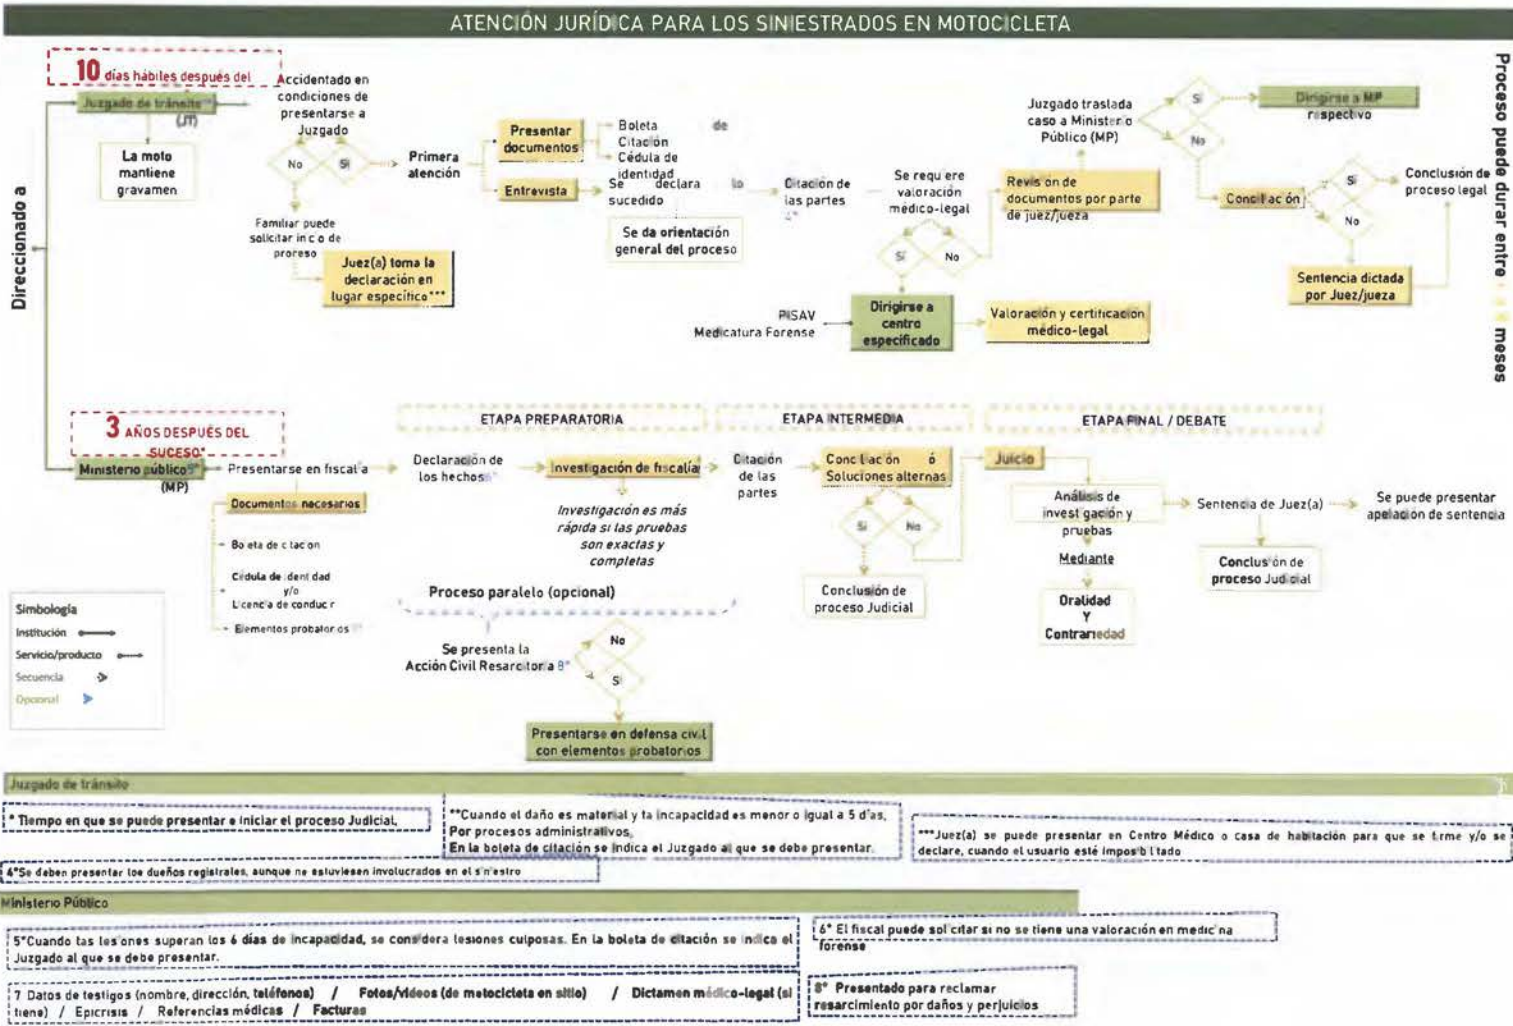 ATENCIÓN JURÍDICA PARA LOS SINIESTRADOS EN MOTOCICLETA
10 días hábiles después del
Juzgado de tránsito**
(JT)
La moto
mantiene
gravamen
Direccionado a
Accidentado en
condiciones de
presentarse a
Juzgado
No
Si
Familiar puede
solicitar inicio de
proceso
Juez(a) toma la
declaración en
lugar específico***
Primera
atención
Presentar
documentos
Boleta de
Citación
Cédula de
identidad
Entrevista
Se declara lo
sucedido
Se da orientación
general del proceso
Citación de
las partes
4*
Se requiere
valoración
médico-legal
Sí
No
PISAV
Medicatura Forense
Dirigirse a
centro
especificado
Valoración y certificación
médico-legal
Revisión de
documentos por parte
de juez/jueza
Juzgado traslada
caso a Ministerio
Público (MP)
Si
No
Dirigirse a MP
respectivo
Conciliación
Si
No
Conclusión de
proceso legal
Sentencia dictada
por Juez/jueza
Proceso puede durar entre
meses
3 AÑOS DESPUÉS DEL
SUCESO*
Ministerio público5*
(MP)
Presentarse en fiscalía
Documentos necesarios
Boleta de citación
Cédula de identidad
y/o
Licencia de conducir
Elementos probatorios
ETAPA PREPARATORIA
Declaración de
los hechos6*
Investigación de fiscalía
Investigación es más
rápida si las pruebas
son exactas y
completas
ETAPA INTERMEDIA
Citación
de las
partes
Conciliación ó
Soluciones alternas
Si
No
Conclusión de
proceso Judicial
ETAPA FINAL / DEBATE
Juicio
Análisis de
investigación y
pruebas
Mediante
Oralidad
Y
Contrariedad
Sentencia de Juez(a)
Conclusión de
proceso Judicial
Se puede presentar
apelación de sentencia
Proceso paralelo (opcional)
Se presenta la
Acción Civil Resarcitoria 8*
No
Si
Presentarse en defensa civil
con elementos probatorios
Simbología
Institución
Servicio/producto
Secuencia
Opcional
Juzgado de tránsito
* Tiempo en que se puede presentar e iniciar el proceso Judicial.
**Cuando el daño es material y la incapacidad es menor o igual a 5 días,
Por procesos administrativos,
En la boleta de citación se indica el Juzgado al que se debe presentar.
***Juez(a) se puede presentar en Centro Médico o casa de habitación para que se firme y/o se
declare, cuando el usuario esté imposibilitado
4*Se deben presentar los dueños registrales, aunque no estuviesen involucrados en el siniestro
Ministerio Público
5*Cuando las lesiones superan los 6 días de incapacidad, se considera lesiones culposas. En la boleta de citación se indica el
Juzgado al que se debe presentar.
6* El fiscal puede solicitar si no se tiene una valoración en medicina
forense
7 Datos de testigos (nombre, dirección, teléfonos) / Fotos/videos (de motocicleta en sitio) / Dictamen médico-legal (si
tiene) / Epicrisis / Referencias médicas / Facturas
8* Presentado para reclamar
resarcimiento por daños y perjuicios